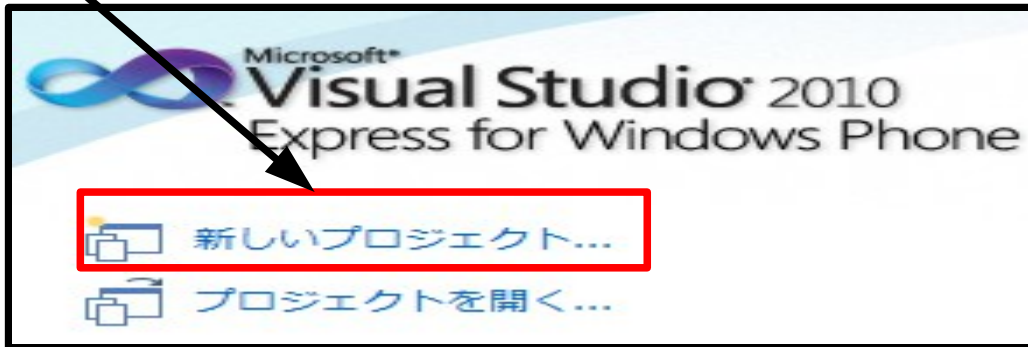 Microsoft®
Visual Studio® 2010
Express for Windows Phone
新しいプロジェクト...
プロジェクトを開く...